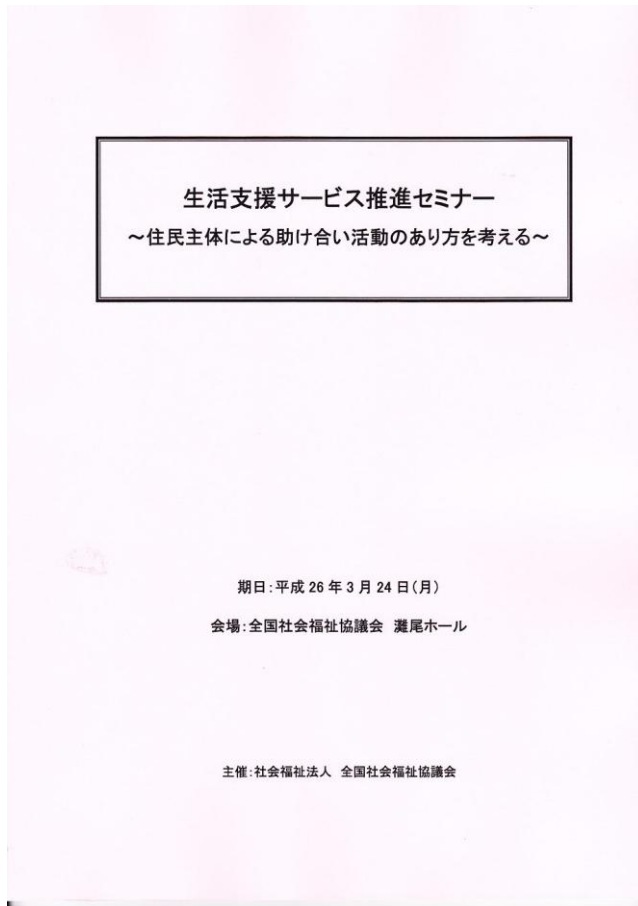 生活支援サービス推進セミナー
～住民主体による助け合い活動のあり方を考える～
期日:平成 26 年 3 月 24 日(月)
会場:全国社会福祉協議会　灘尾ホール
主催:社会福祉法人　全国社会福祉協議会